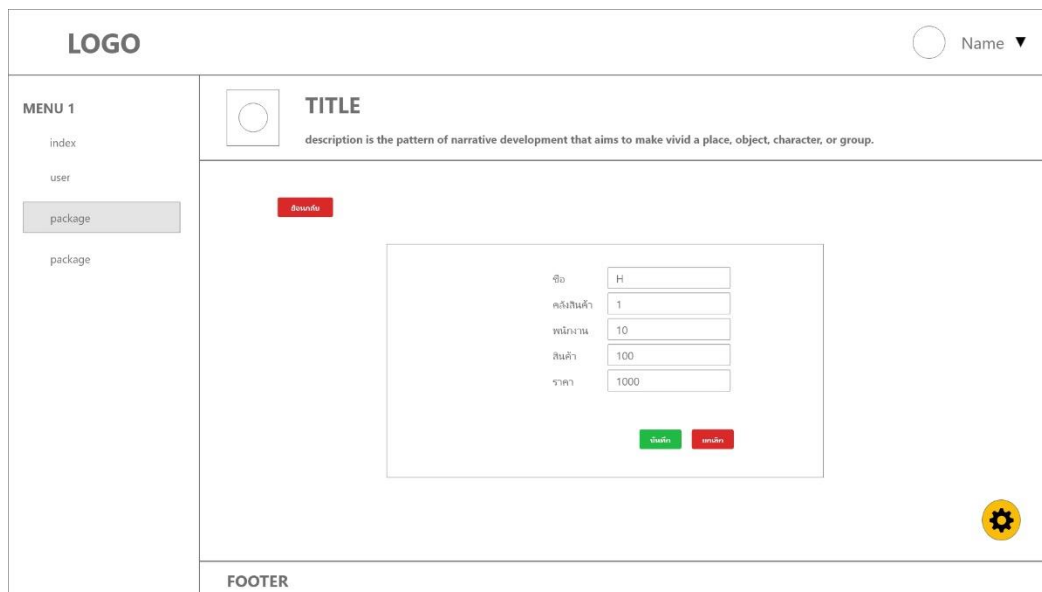 LOGO
Name ▼
MENU 1
index
user
package
package
TITLE
description is the pattern of narrative development that aims to make vivid a place, object, character, or group.
ย้อนกลับ
ชื่อ
H
คลังสินค้า
1
พนักงาน
10
สินค้า
100
ราคา
1000
บันทึก
ยกเลิก
FOOTER